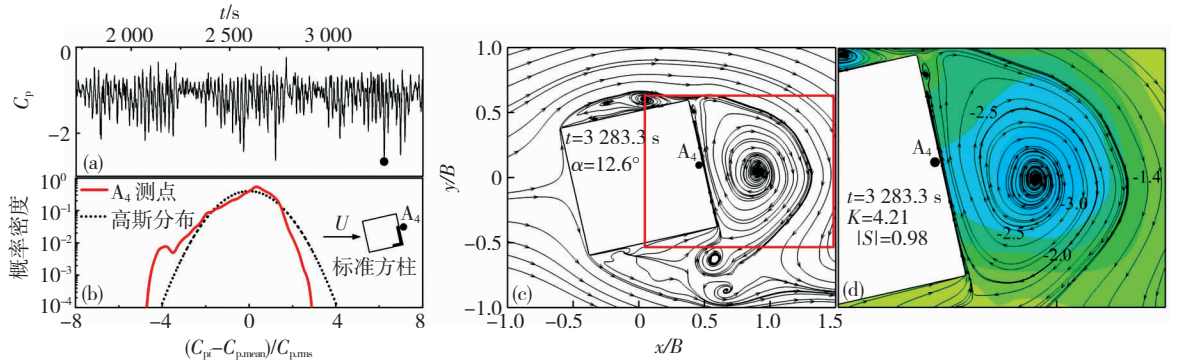 t/s
2 000 2 500 3 000
0
−2
C_p
(a)
10^0
10^-1
10^-2
10^-3
10^-4
概率密度
A_4 测点
高斯分布
U
A_4
标准方柱
(b)
−8 −4 0 4 8
(C_pi−C_p.mean)/C_p.rms
1.0
0.5
0
−0.5
−1.0
y/B
t=3 283.3 s
α=12.6°
A_4
(c)
−1.0 −0.5 0 0.5 1.0 1.5
x/B
-2.5
A_4
-1.4
t=3 283.3 s
K=4.21
|S|=0.98
-3.0
-2.5
-2.0
(d)